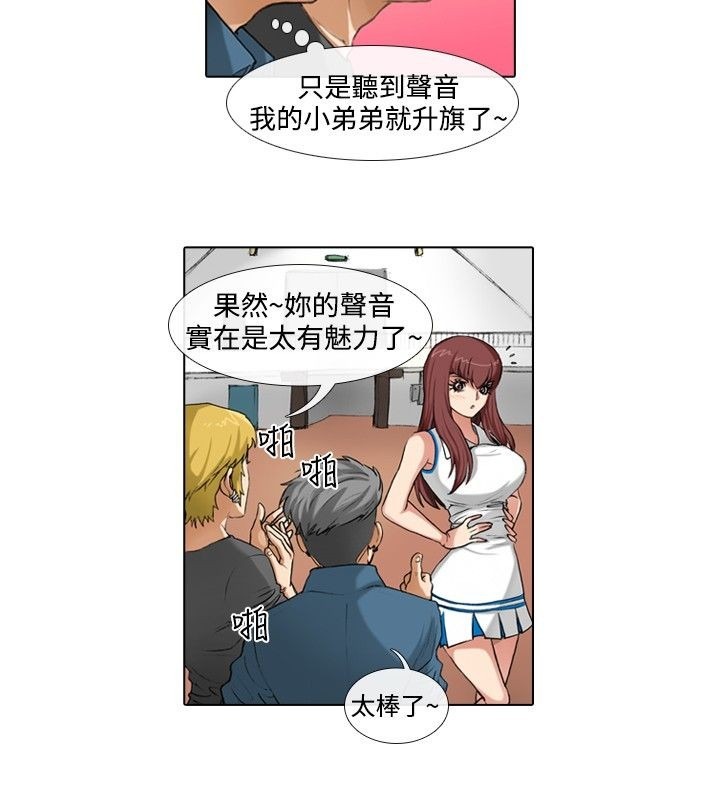 只是聽到聲音
我的小弟弟就升旗了~
果然~妳的聲音
實在是太有魅力了~
啪
啪
啪
太棒了~